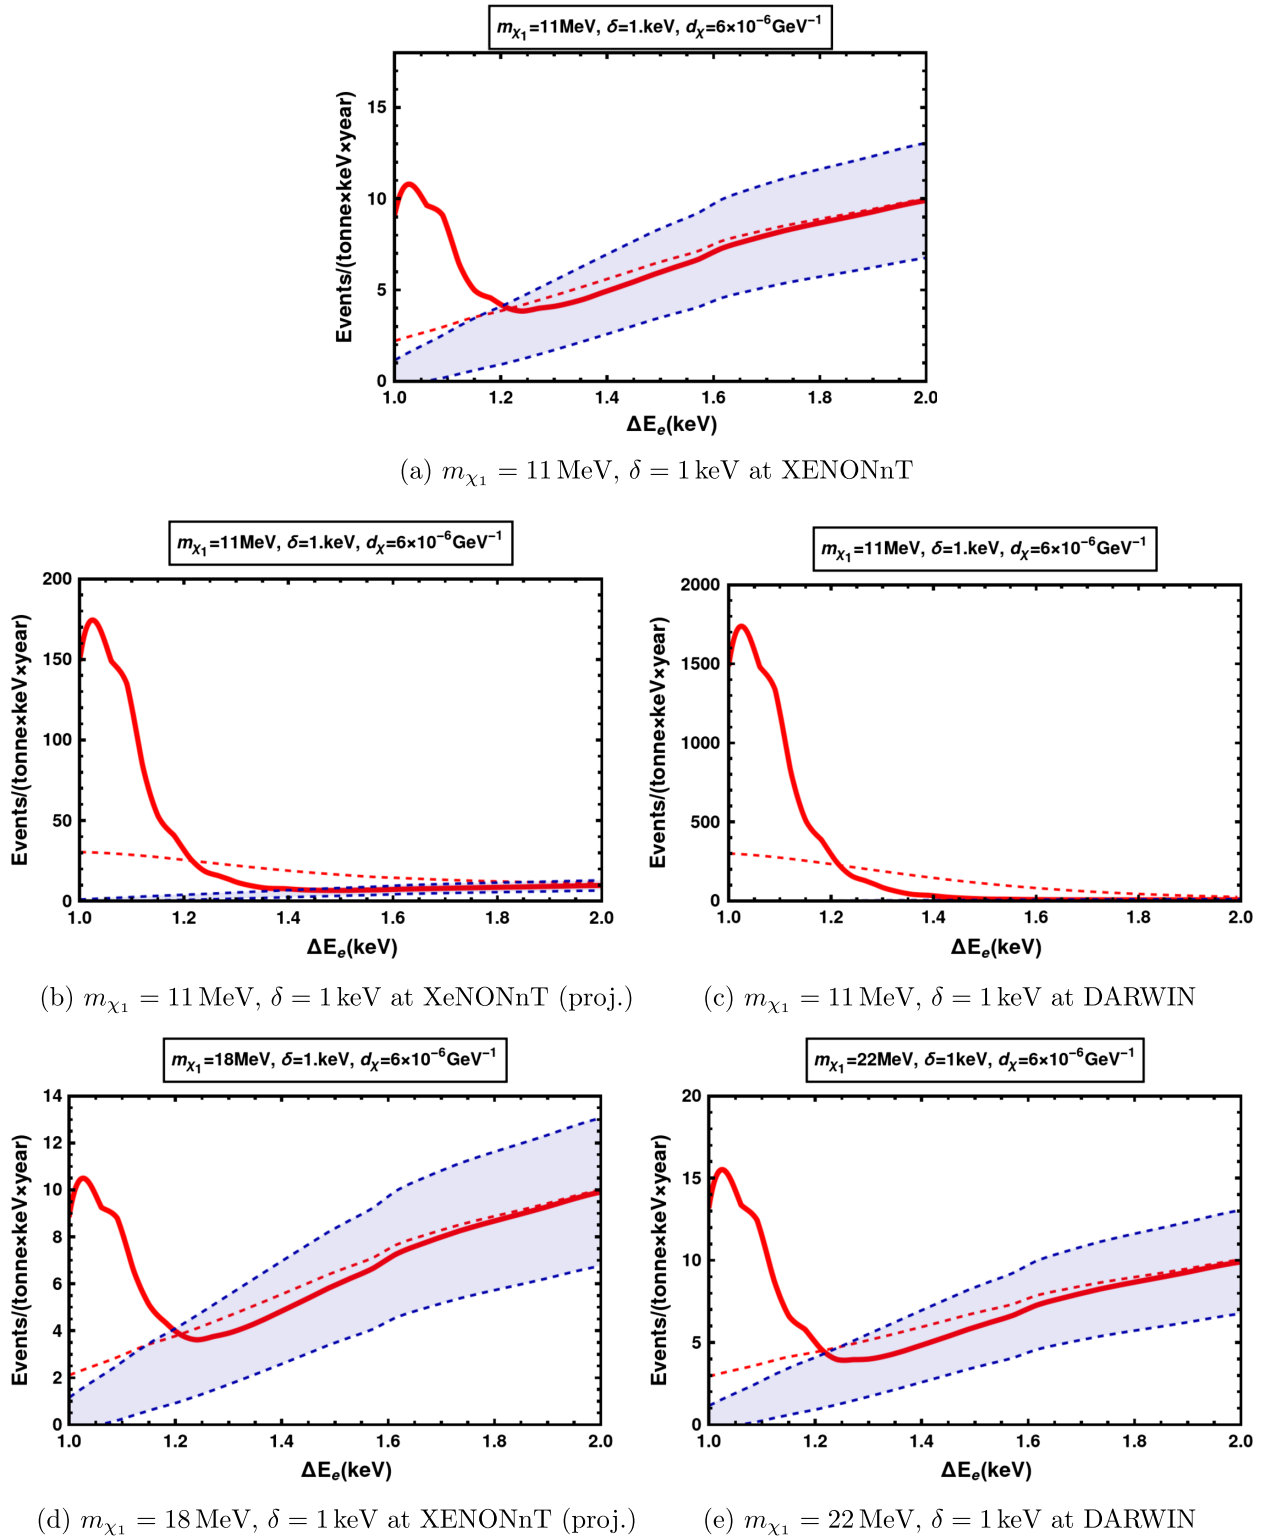 mχ₁=11MeV, δ=1.keV, dχ=6×10⁻⁶GeV⁻¹
Events/(tonne×keV×year)
15
10
5
0
1.0 1.2 1.4 1.6 1.8 2.0
ΔEₑ(keV)
(a) mχ₁ = 11 MeV, δ = 1 keV at XENONnT
mχ₁=11MeV, δ=1.keV, dχ=6×10⁻⁶GeV⁻¹
Events/(tonne×keV×year)
200
150
100
50
0
1.0 1.2 1.4 1.6 1.8 2.0
ΔEₑ(keV)
(b) mχ₁ = 11 MeV, δ = 1 keV at XeNONnT (proj.)
mχ₁=11MeV, δ=1.keV, dχ=6×10⁻⁶GeV⁻¹
Events/(tonne×keV×year)
2000
1500
1000
500
0
1.0 1.2 1.4 1.6 1.8 2.0
ΔEₑ(keV)
(c) mχ₁ = 11 MeV, δ = 1 keV at DARWIN
mχ₁=18MeV, δ=1.keV, dχ=6×10⁻⁶GeV⁻¹
Events/(tonne×keV×year)
14
12
10
8
6
4
2
0
1.0 1.2 1.4 1.6 1.8 2.0
ΔEₑ(keV)
(d) mχ₁ = 18 MeV, δ = 1 keV at XENONnT (proj.)
mχ₁=22MeV, δ=1keV, dχ=6×10⁻⁶GeV⁻¹
Events/(tonne×keV×year)
20
15
10
5
0
1.0 1.2 1.4 1.6 1.8 2.0
ΔEₑ(keV)
(e) mχ₁ = 22 MeV, δ = 1 keV at DARWIN